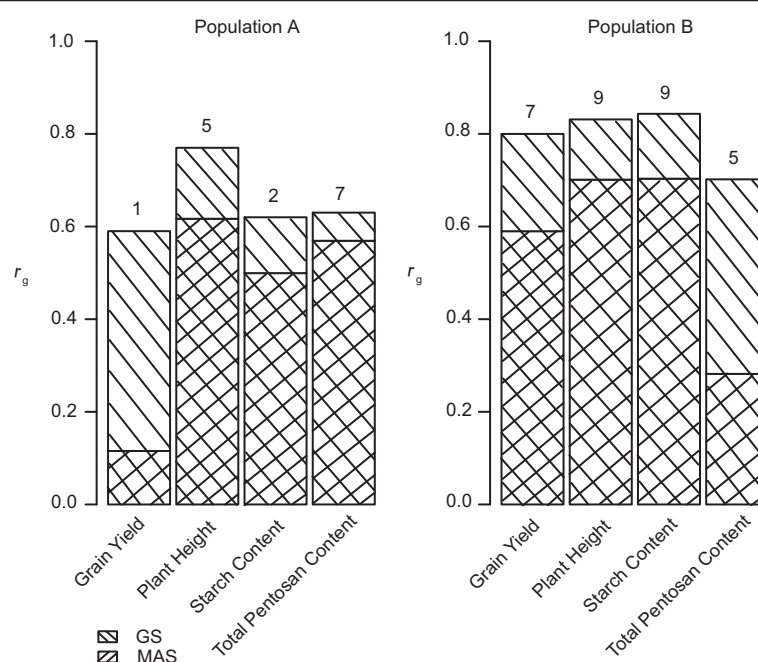 Population A
1.0
0.8
0.6
0.4
0.2
0.0
r g
1
5
2
7
Grain Yield
Plant Height
Starch Content
Total Pentosan Content
Population B
1.0
0.8
0.6
0.4
0.2
0.0
r g
7
9
9
5
Grain Yield
Plant Height
Starch Content
Total Pentosan Content
GS
MAS